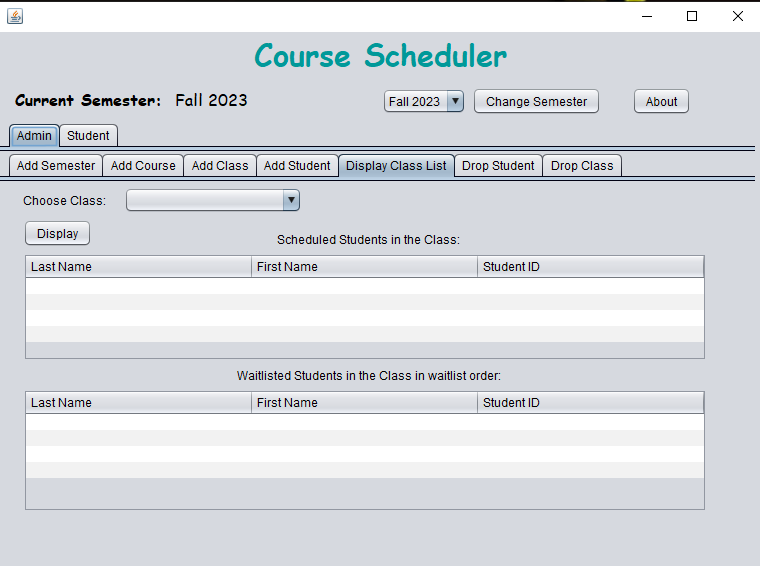 Course Scheduler
Current Semester: Fall 2023 Fall 2023 Change Semester About
Admin Student
Add Semester Add Course Add Class Add Student Display Class List Drop Student Drop Class
Choose Class:
Display
Scheduled Students in the Class:
Last Name First Name Student ID
Waitlisted Students in the Class in waitlist order:
Last Name First Name Student ID